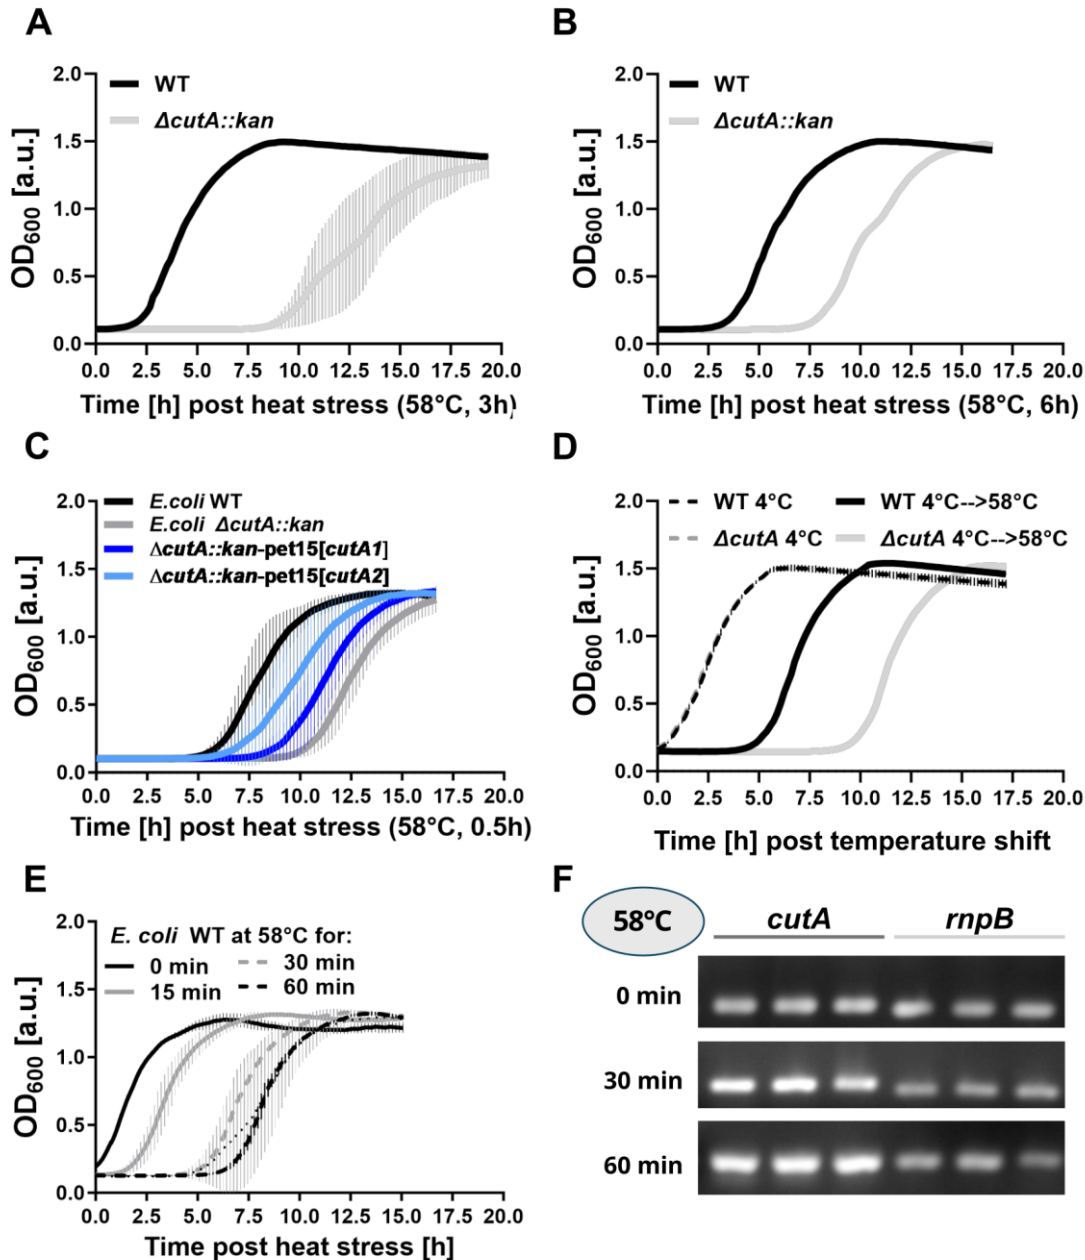 A
WT
ΔcutA::kan
OD600 [a.u.]
2.0
1.5
1.0
0.5
0.0
0.0 2.5 5.0 7.5 10.0 12.5 15.0 17.5 20.0
Time [h] post heat stress (58°C, 3h)
B
WT
ΔcutA::kan
OD600 [a.u.]
2.0
1.5
1.0
0.5
0.0
0.0 2.5 5.0 7.5 10.0 12.5 15.0 17.5 20.0
Time [h] post heat stress (58°C, 6h)
C
E.coli WT
E.coli ΔcutA::kan
ΔcutA::kan-pet15[cutA1]
ΔcutA::kan-pet15[cutA2]
OD600 [a.u.]
2.0
1.5
1.0
0.5
0.0
0.0 2.5 5.0 7.5 10.0 12.5 15.0 17.5 20.0
Time [h] post heat stress (58°C, 0.5h)
D
WT 4°C WT 4°C-->58°C
ΔcutA 4°C ΔcutA 4°C-->58°C
OD600 [a.u.]
2.0
1.5
1.0
0.5
0.0
0.0 2.5 5.0 7.5 10.0 12.5 15.0 17.5 20.0
Time [h] post temperature shift
E
E. coli WT at 58°C for:
0 min 30 min
15 min 60 min
OD600 [a.u.]
2.0
1.5
1.0
0.5
0.0
0.0 2.5 5.0 7.5 10.0 12.5 15.0 17.5 20.0
Time post heat stress [h]
F
58°C cutA rnpB
0 min
30 min
60 min